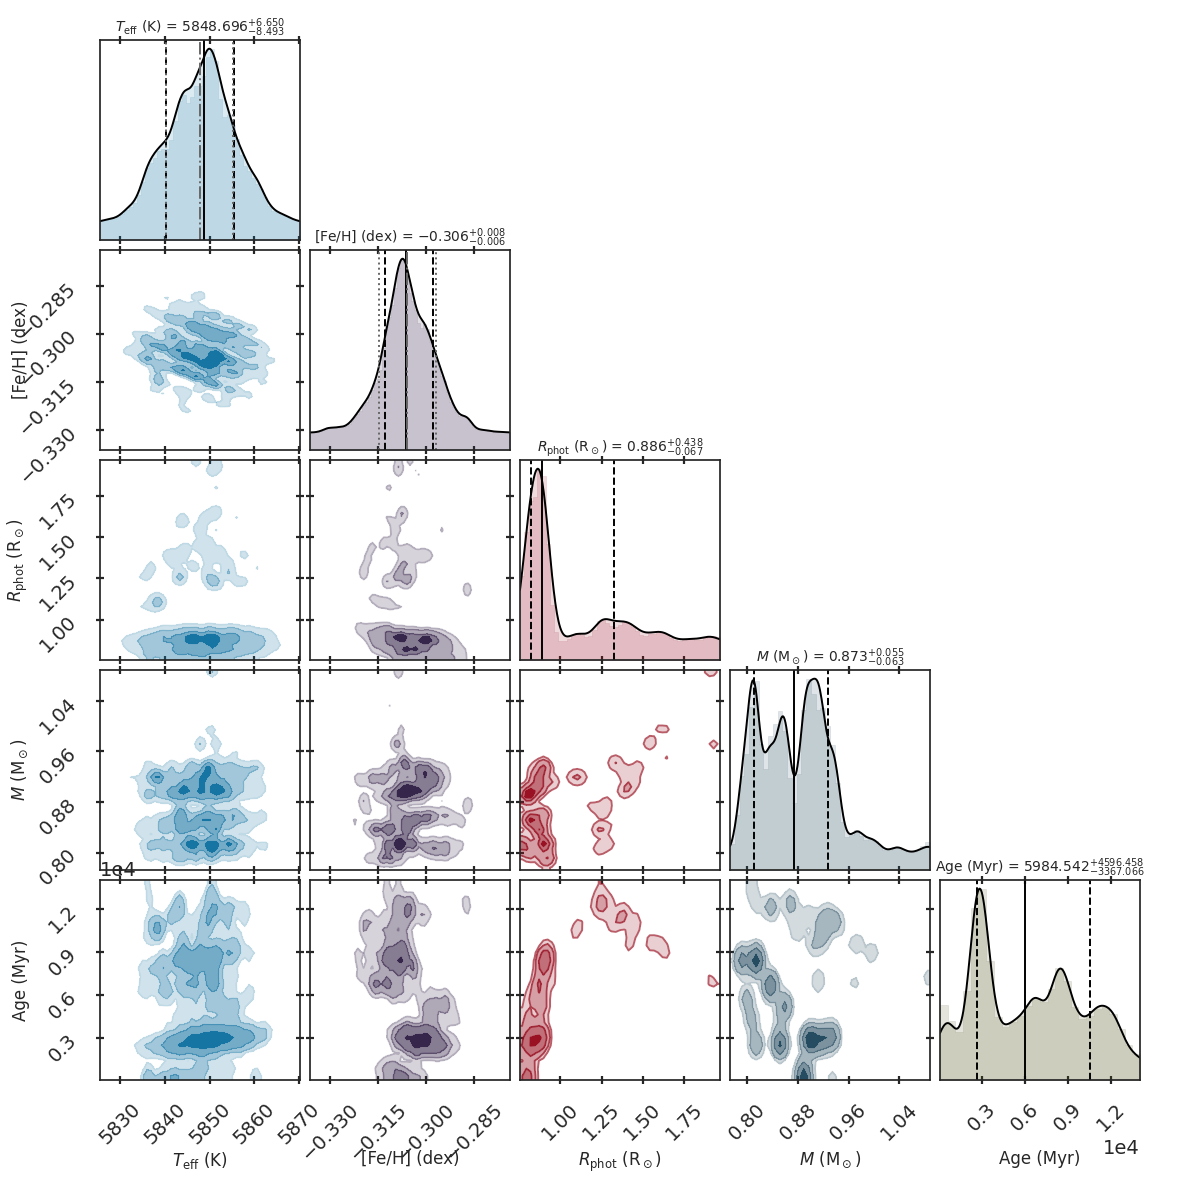 T_eff (K) = 5848.696 +6.650 −8.493
[Fe/H] (dex) = −0.306 +0.008 −0.006
[Fe/H] (dex)
−0.285
−0.300
−0.315
−0.330
R_phot (R⊙) = 0.886 +0.438 −0.067
R_phot (R⊙)
1.75
1.50
1.25
1.00
M (M⊙) = 0.873 +0.055 −0.063
M (M⊙)
1.04
0.96
0.88
0.80
1e4
Age (Myr) = 5984.542 +4596.458 −3367.066
Age (Myr)
1.2
0.9
0.6
0.3
5830 5840 5850 5860 5870
−0.330 −0.315 −0.300 −0.285
1.00 1.25 1.50 1.75
0.80 0.88 0.96 1.04
0.3 0.6 0.9 1.2
1e4
T_eff (K) [Fe/H] (dex) R_phot (R⊙) M (M⊙) Age (Myr)